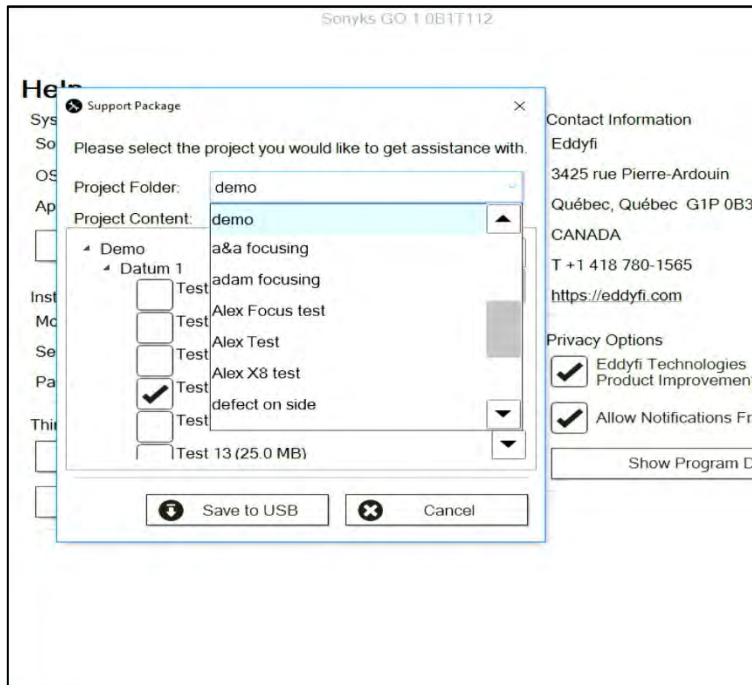 Sonyks GO 1 0B1T112
Help
Support Package
Please select the project you would like to get assistance with.
Project Folder:
demo
Project Content:
demo
a&a focusing
adam focusing
Alex Focus test
Alex Test
Alex X8 test
defect on side
Demo
Datum 1
Test
Test
Test
Test
Test
Test 13 (25.0 MB)
Save to USB
Cancel
Sys
So
OS
Ap
Inst
Mo
Se
Pa
Thi
Contact Information
Eddyfi
3425 rue Pierre-Ardouin
Québec, Québec G1P 0B3
CANADA
T +1 418 780-1565
https://eddyfi.com
Privacy Options
Eddyfi Technologies
Product Improvement
Allow Notifications Fr
Show Program D